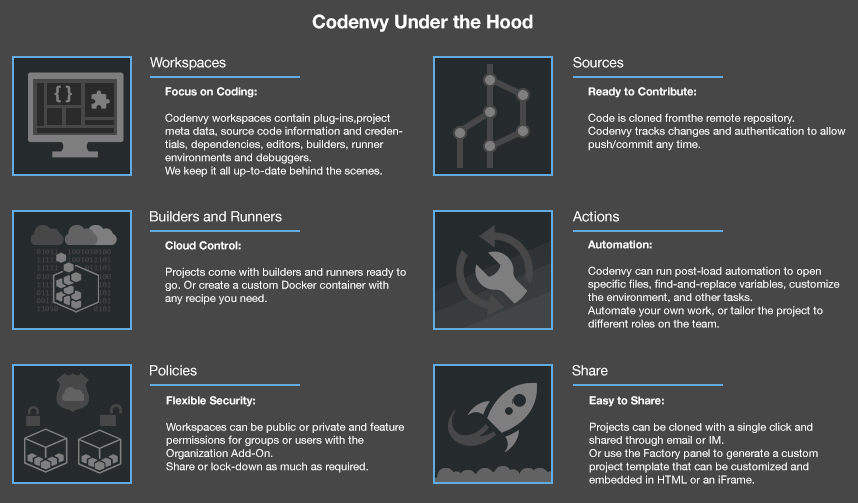 Codenvy Under the Hood
Workspaces
Focus on Coding:
Codenvy workspaces contain plug-ins,project
meta data, source code information and creden-
tials, dependencies, editors, builders, runner
environments and debuggers.
We keep it all up-to-date behind the scenes.
Sources
Ready to Contribute:
Code is cloned fromthe remote repository.
Codenvy tracks changes and authentication to allow
push/commit any time.
Builders and Runners
Cloud Control:
Projects come with builders and runners ready to
go. Or create a custom Docker container with
any recipe you need.
Actions
Automation:
Codenvy can run post-load automation to open
specific files, find-and-replace variables, customize
the environment, and other tasks.
Automate your own work, or tailor the project to
different roles on the team.
Policies
Flexible Security:
Workspaces can be public or private and feature
permissions for groups or users with the
Organization Add-On.
Share or lock-down as much as required.
Share
Easy to Share:
Projects can be cloned with a single click and
shared through email or IM.
Or use the Factory panel to generate a custom
project template that can be customized and
embedded in HTML or an iFrame.